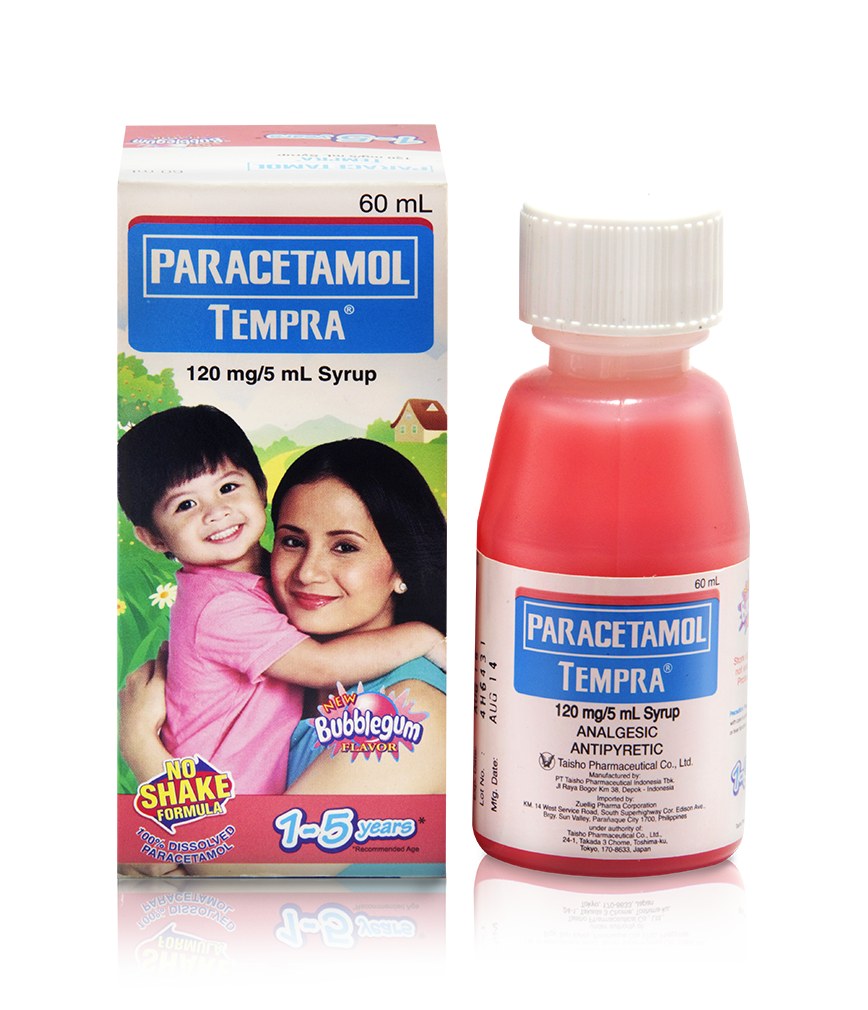 60 mL
PARACETAMOL
TEMPRA®
120 mg/5 mL Syrup
NEW
Bubblegum
FLAVOR
NO
SHAKE
FORMULA
100% DISSOLVED
PARACETAMOL
1-5 years*
*Recommended Age
60 mL
PARACETAMOL
TEMPRA®
120 mg/5 mL Syrup
ANALGESIC
ANTIPYRETIC
Taisho Pharmaceutical Co., Ltd.
Manufactured by:
PT Taisho Pharmaceutical Indonesia Tbk.
Jl Raya Bogor Km 38, Depok - Indonesia
Imported by:
Zuellig Pharma Corporation
KM. 14 West Service Road, South Superhighway Cor. Edison Ave.,
Brgy. Sun Valley, Parañaque City 1700, Philippines
under authority of:
Taisho Pharmaceutical Co., Ltd.,
24-1, Takada 3 Chome, Toshima-ku,
Tokyo, 170-8633, Japan
Lot No. : 4H6431
Mfg. Date: AUG 14